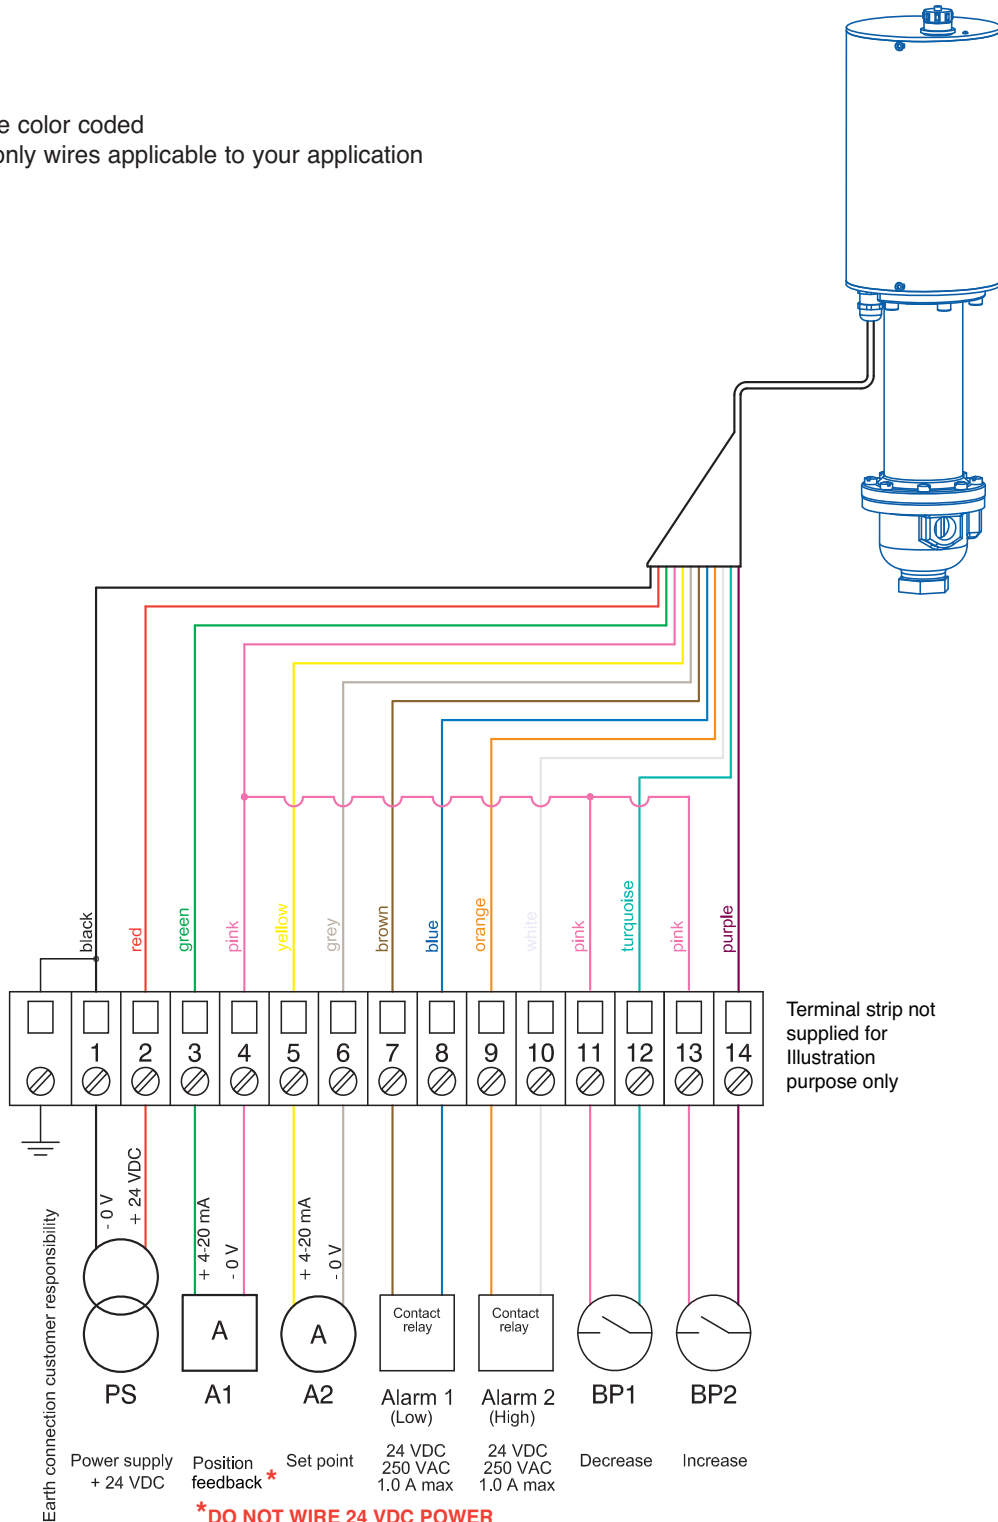 e color coded
only wires applicable to your application
black
red
green
pink
yellow
grey
brown
blue
orange
white
pink
turquoise
pink
purple
1 2 3 4 5 6 7 8 9 10 11 12 13 14
Terminal strip not
supplied for
Illustration
purpose only
Earth connection customer responsibility
- 0 V
+ 24 VDC
+ 4-20 mA
- 0 V
+ 4-20 mA
- 0 V
A
A
Contact
relay
Contact
relay
PS
A1
A2
Alarm 1
(Low)
Alarm 2
(High)
BP1
BP2
Power supply
+ 24 VDC
Position
feedback *
Set point
24 VDC
250 VAC
1.0 A max
24 VDC
250 VAC
1.0 A max
Decrease
Increase
*DO NOT WIRE 24 VDC POWER